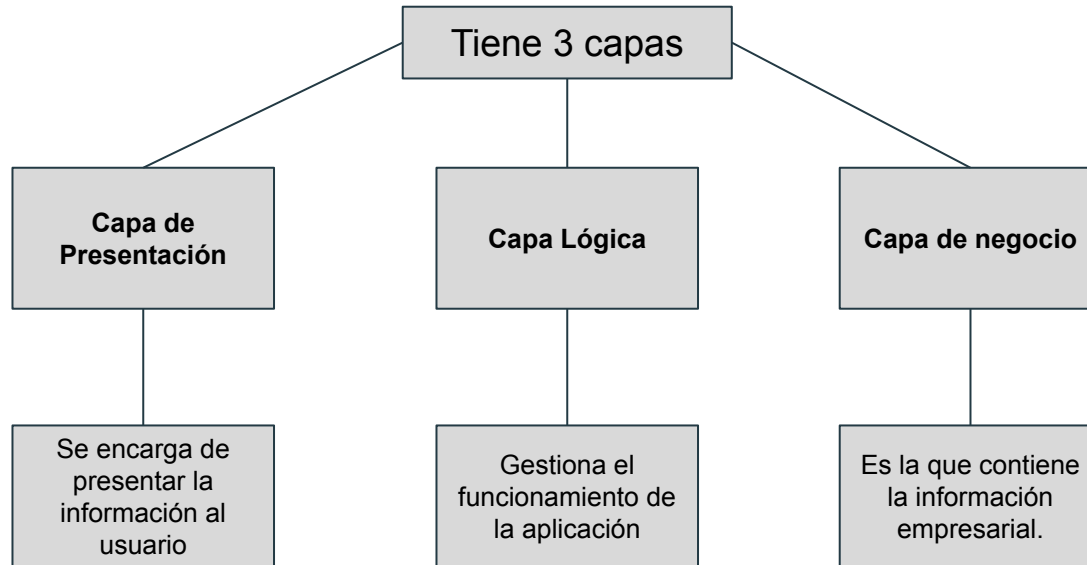 Tiene 3 capas
Capa de
Presentación
Capa Lógica
Capa de negocio
Se encarga de
presentar la
información al
usuario
Gestiona el
funcionamiento de
la aplicación
Es la que contiene
la información
empresarial.